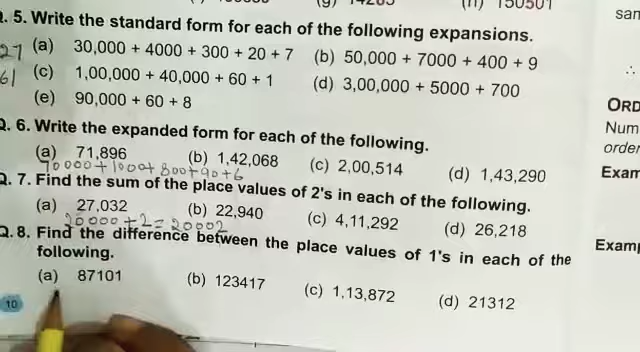 (g) 14205 (h) 150501
Q. 5. Write the standard form for each of the following expansions.
27 (a) 30,000 + 4000 + 300 + 20 + 7 (b) 50,000 + 7000 + 400 + 9
61 (c) 1,00,000 + 40,000 + 60 + 1 (d) 3,00,000 + 5000 + 700
(e) 90,000 + 60 + 8
Q. 6. Write the expanded form for each of the following.
(a) 71,896 (b) 1,42,068 (c) 2,00,514 (d) 1,43,290
70000+1000+800+90+6
Q. 7. Find the sum of the place values of 2's in each of the following.
(a) 27,032 (b) 22,940 (c) 4,11,292 (d) 26,218
20000+2=20002
Q. 8. Find the difference between the place values of 1's in each of the
following.
(a) 87101 (b) 123417 (c) 1,13,872 (d) 21312
10
san
∴
ORD
Num
order
Exam
Examp